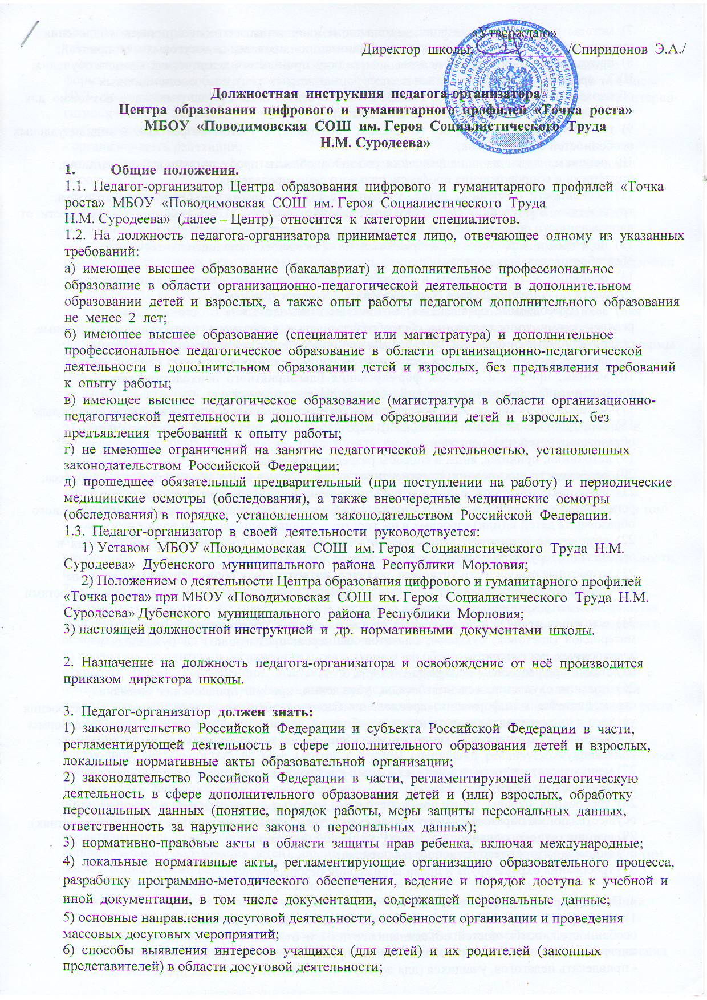 «Утверждаю»
Директор школы: /Спиридонов Э.А./
Должностная инструкция педагога-организатора
Центра образования цифрового и гуманитарного профилей «Точка роста»
МБОУ «Поводимовская СОШ им. Героя Социалистического Труда
Н.М. Суродеева»
1. Общие положения.
1.1. Педагог-организатор Центра образования цифрового и гуманитарного профилей «Точка
роста» МБОУ «Поводимовская СОШ им. Героя Социалистического Труда
Н.М. Суродеева» (далее – Центр) относится к категории специалистов.
1.2. На должность педагога-организатора принимается лицо, отвечающее одному из указанных
требований:
а) имеющее высшее образование (бакалавриат) и дополнительное профессиональное
образование в области организационно-педагогической деятельности в дополнительном
образовании детей и взрослых, а также опыт работы педагогом дополнительного образования
не менее 2 лет;
б) имеющее высшее образование (специалитет или магистратура) и дополнительное
профессиональное педагогическое образование в области организационно-педагогической
деятельности в дополнительном образовании детей и взрослых, без предъявления требований
к опыту работы;
в) имеющее высшее педагогическое образование (магистратура в области организационно-
педагогической деятельности в дополнительном образовании детей и взрослых, без
предъявления требований к опыту работы;
г) не имеющее ограничений на занятие педагогической деятельностью, установленных
законодательством Российской Федерации;
д) прошедшее обязательный предварительный (при поступлении на работу) и периодические
медицинские осмотры (обследования), а также внеочередные медицинские осмотры
(обследования) в порядке, установленном законодательством Российской Федерации.
1.3. Педагог-организатор в своей деятельности руководствуется:
1) Уставом МБОУ «Поводимовская СОШ им. Героя Социалистического Труда Н.М.
Суродеева» Дубенского муниципального района Республики Морловия;
2) Положением о деятельности Центра образования цифрового и гуманитарного профилей
«Точка роста» при МБОУ «Поводимовская СОШ им. Героя Социалистического Труда Н.М.
Суродеева» Дубенского муниципального района Республики Морловия;
3) настоящей должностной инструкцией и др. нормативными документами школы.
2. Назначение на должность педагога-организатора и освобождение от неё производится
приказом директора школы.
3. Педагог-организатор должен знать:
1) законодательство Российской Федерации и субъекта Российской Федерации в части,
регламентирующей деятельность в сфере дополнительного образования детей и взрослых,
локальные нормативные акты образовательной организации;
2) законодательство Российской Федерации в части, регламентирующей педагогическую
деятельность в сфере дополнительного образования детей и (или) взрослых, обработку
персональных данных (понятие, порядок работы, меры защиты персональных данных,
ответственность за нарушение закона о персональных данных);
3) нормативно-правовые акты в области защиты прав ребенка, включая международные;
4) локальные нормативные акты, регламентирующие организацию образовательного процесса,
разработку программно-методического обеспечения, ведение и порядок доступа к учебной и
иной документации, в том числе документации, содержащей персональные данные;
5) основные направления досуговой деятельности, особенности организации и проведения
массовых досуговых мероприятий;
6) способы выявления интересов учащихся (для детей) и их родителей (законных
представителей) в области досуговой деятельности;